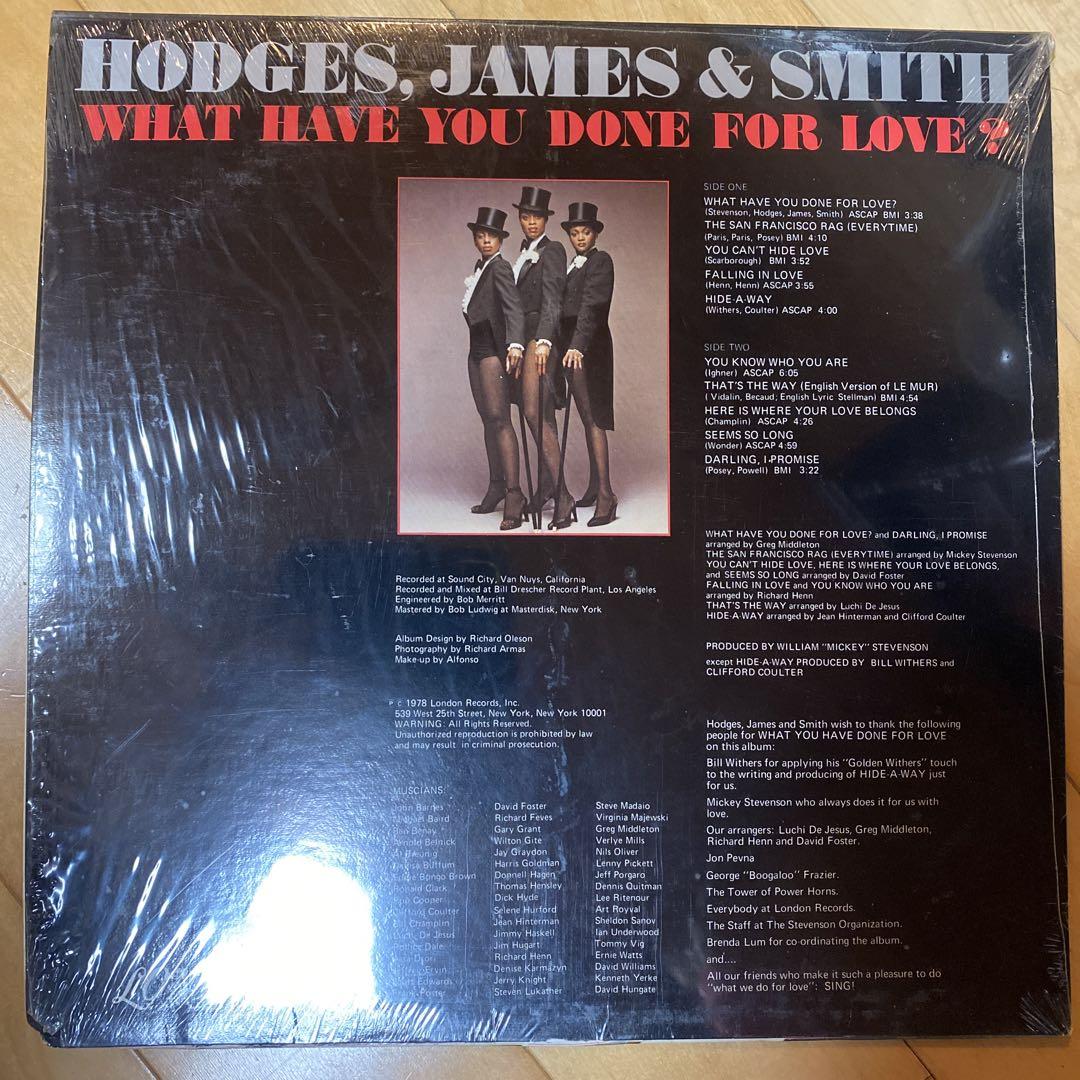 HODGES, JAMES & SMITH
WHAT HAVE YOU DONE FOR LOVE?
SIDE ONE
WHAT HAVE YOU DONE FOR LOVE?
(Stevenson, Hodges, James, Smith) ASCAP BMI 3:38
THE SAN FRANCISCO RAG (EVERYTIME)
(Paris, Paris, Posey) BMI 4:10
YOU CAN'T HIDE LOVE
(Scarborough) BMI 3:52
FALLING IN LOVE
(Henn, Henn) ASCAP 3:55
HIDE-A-WAY
(Withers, Coulter) ASCAP 4:00
SIDE TWO
YOU KNOW WHO YOU ARE
(Ighner) ASCAP 6:05
THAT'S THE WAY (English Version of LE MUR)
(Vidalin, Becaud; English Lyric Stellman) BMI 4:54
HERE IS WHERE YOUR LOVE BELONGS
(Champlin) ASCAP 4:26
SEEMS SO LONG
(Wonder) ASCAP 4:59
DARLING, I PROMISE
(Posey, Powell) BMI 3:22
WHAT HAVE YOU DONE FOR LOVE? and DARLING, I PROMISE
arranged by Greg Middleton
THE SAN FRANCISCO RAG (EVERYTIME) arranged by Mickey Stevenson
YOU CAN'T HIDE LOVE, HERE IS WHERE YOUR LOVE BELONGS,
and SEEMS SO LONG arranged by David Foster
FALLING IN LOVE and YOU KNOW WHO YOU ARE
arranged by Richard Henn
THAT'S THE WAY arranged by Luchi De Jesus
HIDE-A-WAY arranged by Jean Hinterman and Clifford Coulter
PRODUCED BY WILLIAM "MICKEY" STEVENSON
except HIDE-A-WAY PRODUCED BY BILL WITHERS and
CLIFFORD COULTER
Recorded at Sound City, Van Nuys, California
Recorded and Mixed at Bill Drescher Record Plant, Los Angeles
Engineered by Bob Merritt
Mastered by Bob Ludwig at Masterdisk, New York
Album Design by Richard Oleson
Photography by Richard Armas
Make-up by Alfonso
P C 1978 London Records, Inc.
539 West 25th Street, New York, New York 10001
WARNING: All Rights Reserved.
Unauthorized reproduction is prohibited by law
and may result in criminal prosecution.
Hodges, James and Smith wish to thank the following
people for WHAT YOU HAVE DONE FOR LOVE
on this album:
Bill Withers for applying his "Golden Withers" touch
to the writing and producing of HIDE-A-WAY just
for us.
Mickey Stevenson who always does it for us with
love.
Our arrangers: Luchi De Jesus, Greg Middleton,
Richard Henn and David Foster.
Jon Pevna
George "Boogaloo" Frazier.
The Tower of Power Horns.
Everybody at London Records.
The Staff at The Stevenson Organization.
Brenda Lum for co-ordinating the album.
and....
All our friends who make it such a pleasure to do
"what we do for love": SING!
MUSCIANS:
John Barnes
Baird
Ben Benay
Belnick
Buffum
Bongo Brown
Clark
Cooper
Coulter
Champlin
De Jesus
Dale
Ervin
Edwards
Foster
David Foster
Richard Feves
Gary Grant
Wilton Gite
Jay Graydon
Harris Goldman
Donnell Hagen
Thomas Hensley
Dick Hyde
Selene Hurford
Jean Hinterman
Jimmy Haskell
Jim Hugart
Richard Henn
Denise Karmazyn
Jerry Knight
Steven Lukather
Steve Madaio
Virginia Majewski
Greg Middleton
Verlye Mills
Nils Oliver
Lenny Pickett
Jeff Porgaro
Dennis Quitman
Lee Ritenour
Art Royval
Sheldon Sanov
Ian Underwood
Tommy Vig
Ernie Watts
David Williams
Kenneth Yerke
David Hungate